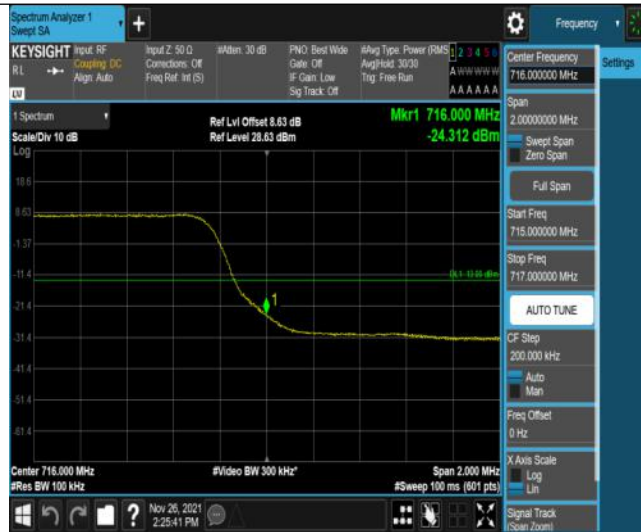 Spectrum Analyzer 1
Swept SA
+
Frequency
KEYSIGHT
Input: RF
Input Z: 50 Ω
#Atten: 30 dB
PNO: Best Wide
#Avg Type: Power (RMS
1 2 3 4 5 6
RL
Coupling: DC
Corrections: Off
Gate: Off
Avg|Hold: 30/30
A W W W W W
Align: Auto
Freq Ref: Int (S)
IF Gain: Low
Trig: Free Run
Sig Track: Off
A A A A A A
LXI
1 Spectrum
Ref Lvl Offset 8.63 dB
Mkr1 716.000 MHz
Scale/Div 10 dB
Ref Level 28.63 dBm
-24.312 dBm
Log
18.6
8.63
-1.37
-11.4
DL1 -13.00 dBm
-21.4
1
-31.4
-41.4
-51.4
-61.4
Center 716.000 MHz
#Video BW 300 kHz*
Span 2.000 MHz
#Res BW 100 kHz
#Sweep 100 ms (601 pts)
Nov 26, 2021
2:25:41 PM
?
Center Frequency
716.000000 MHz
Settings
Span
2.00000000 MHz
Swept Span
Zero Span
Full Span
Start Freq
715.000000 MHz
Stop Freq
717.000000 MHz
AUTO TUNE
CF Step
200.000 kHz
Auto
Man
Freq Offset
0 Hz
X Axis Scale
Log
Lin
Signal Track
(Span Zoom)